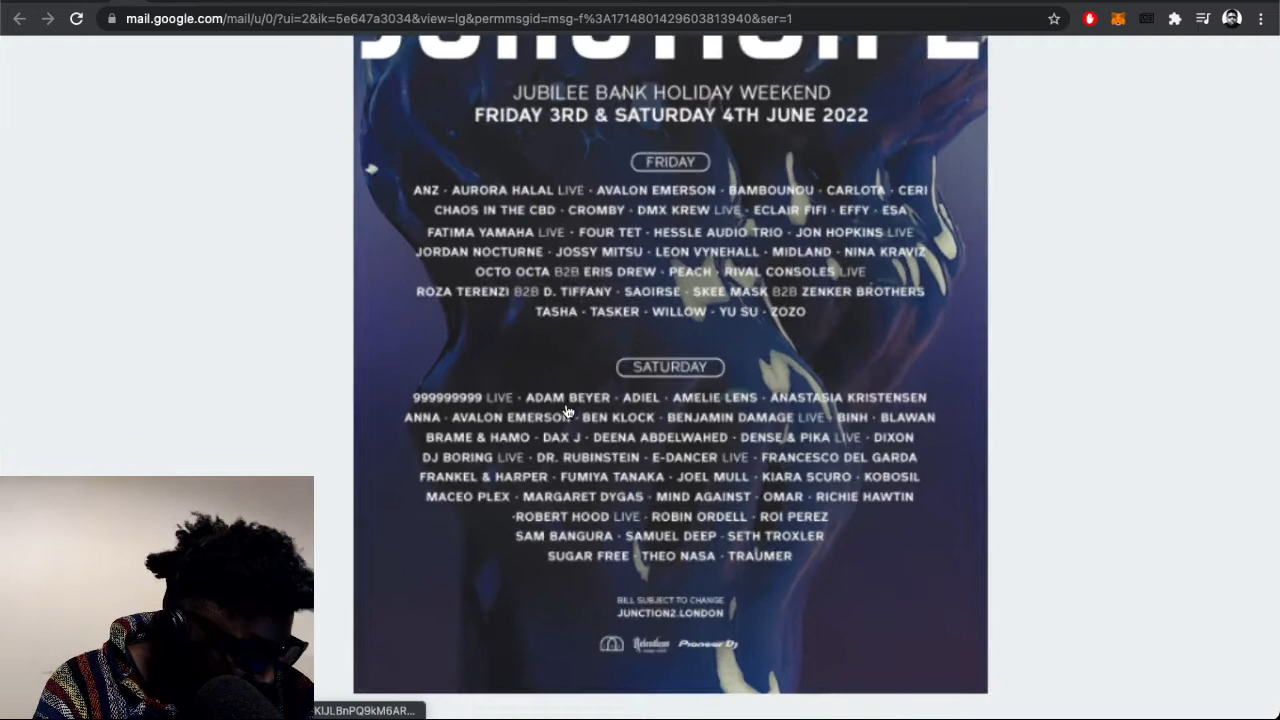 mail.google.com/mail/u/0/?ui=2&ik=5e647a3034&view=lg&permmsgid=msg-f%3A1714801429603813940&ser=1
JUNCTION 2
JUBILEE BANK HOLIDAY WEEKEND
FRIDAY 3RD & SATURDAY 4TH JUNE 2022
FRIDAY
ANZ · AURORA HALAL LIVE · AVALON EMERSON · BAMBOUNOU · CARLOTA · CERI
CHAOS IN THE CBD · CROMBY · DMX KREW LIVE · ECLAIR FIFI · EFFY · ESA
FATIMA YAMAHA LIVE · FOUR TET · HESSLE AUDIO TRIO · JON HOPKINS LIVE
JORDAN NOCTURNE · JOSSY MITSU · LEON VYNEHALL · MIDLAND · NINA KRAVIZ
OCTO OCTA B2B ERIS DREW · PEACH · RIVAL CONSOLES LIVE
ROZA TERENZI B2B D. TIFFANY · SAOIRSE · SKEE MASK B2B ZENKER BROTHERS
TASHA · TASKER · WILLOW · YU SU · ZOZO
SATURDAY
999999999 LIVE · ADAM BEYER · ADIEL · AMELIE LENS · ANASTASIA KRISTENSEN
ANNA · AVALON EMERSON · BEN KLOCK · BENJAMIN DAMAGE LIVE · BINH · BLAWAN
BRAME & HAMO · DAX J · DEENA ABDELWAHED · DENSE & PIKA LIVE · DIXON
DJ BORING LIVE · DR. RUBINSTEIN · E-DANCER LIVE · FRANCESCO DEL GARDA
FRANKEL & HARPER · FUMIYA TANAKA · JOEL MULL · KIARA SCURO · KOBOSIL
MACEO PLEX · MARGARET DYGAS · MIND AGAINST · OMAR · RICHIE HAWTIN
·ROBERT HOOD LIVE · ROBIN ORDELL · ROI PEREZ
SAM BANGURA · SAMUEL DEEP · SETH TROXLER
SUGAR FREE · THEO NASA · TRAUMER
BILL SUBJECT TO CHANGE
JUNCTION2.LONDON
Relentless
Pioneer Dj
KIJLBnPQ9kM6AR...